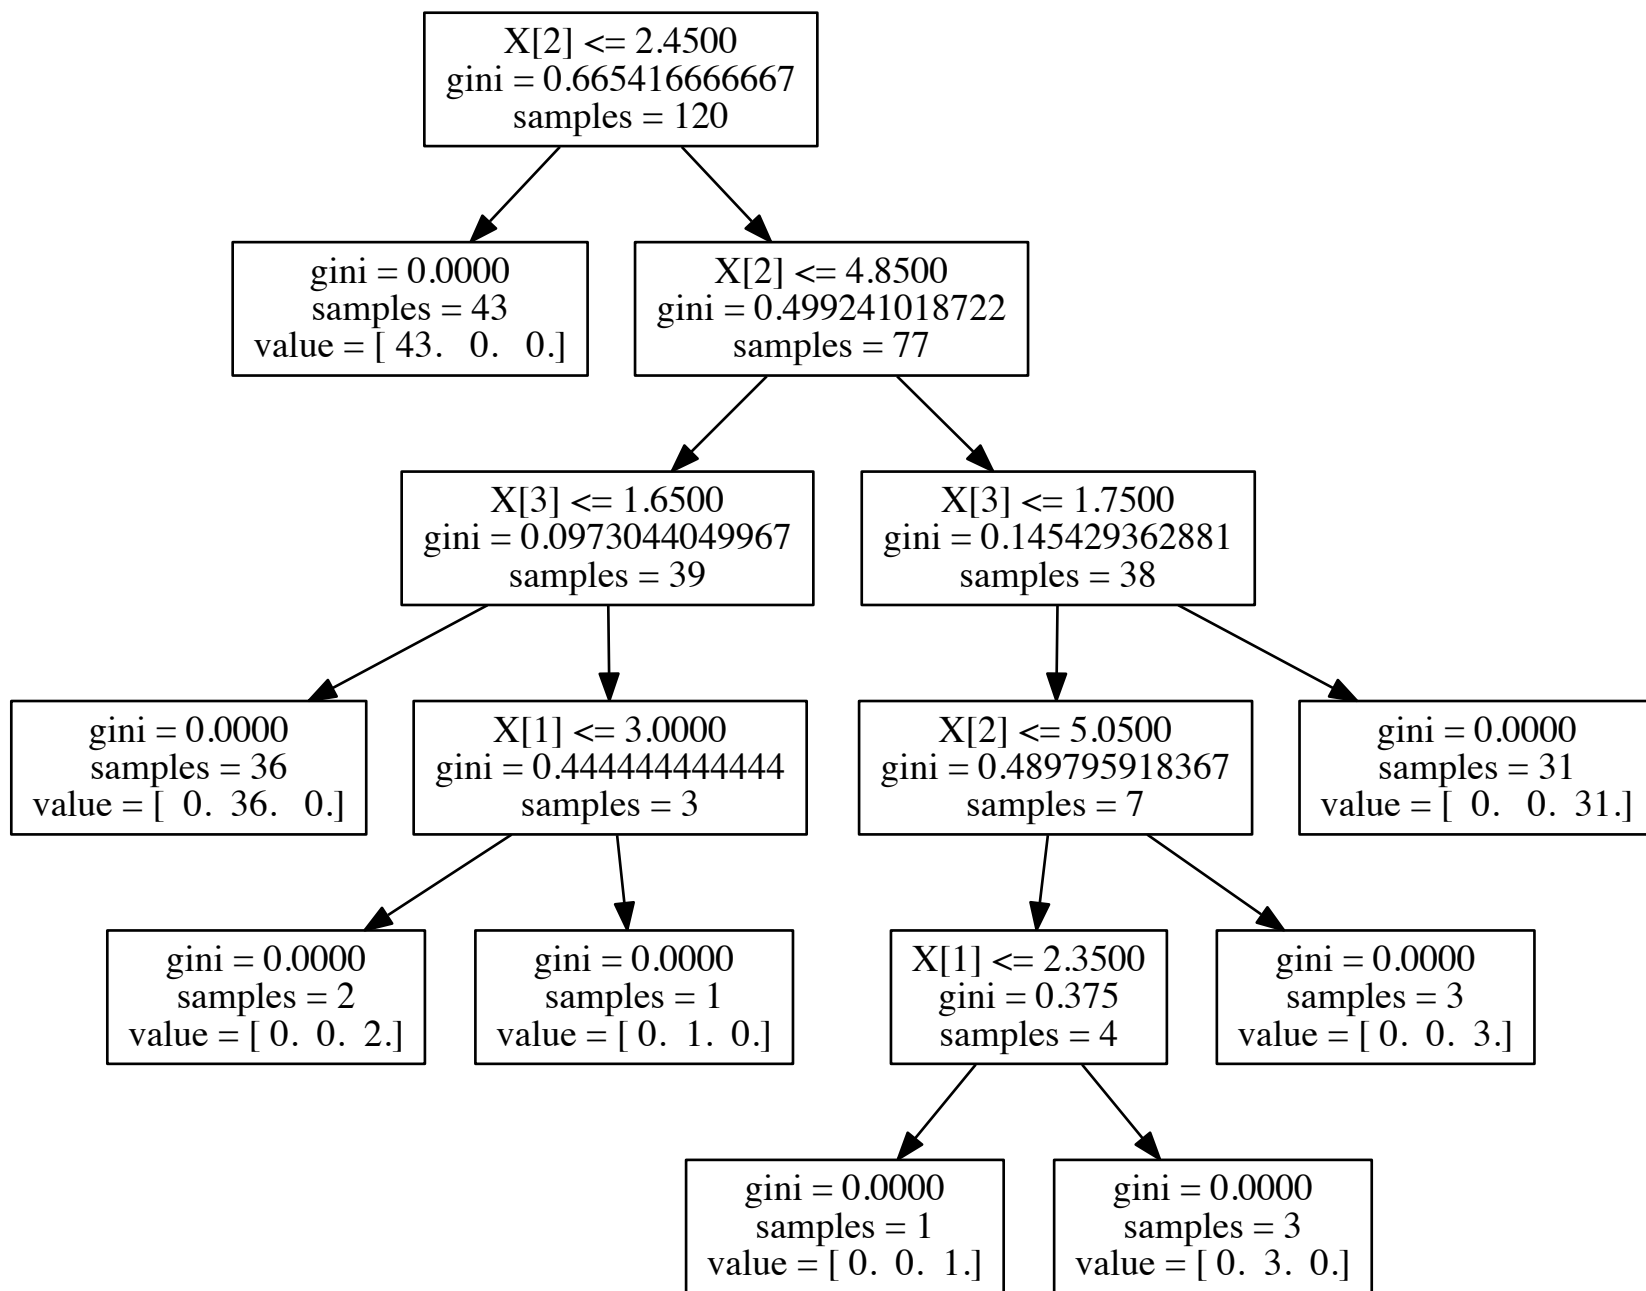 X[2] <= 2.4500
gini = 0.665416666667
samples = 120
gini = 0.0000
samples = 43
value = [ 43. 0. 0.]
X[2] <= 4.8500
gini = 0.499241018722
samples = 77
X[3] <= 1.6500
gini = 0.0973044049967
samples = 39
X[3] <= 1.7500
gini = 0.145429362881
samples = 38
gini = 0.0000
samples = 36
value = [ 0. 36. 0.]
X[1] <= 3.0000
gini = 0.444444444444
samples = 3
X[2] <= 5.0500
gini = 0.489795918367
samples = 7
gini = 0.0000
samples = 31
value = [ 0. 0. 31.]
gini = 0.0000
samples = 2
value = [ 0. 0. 2.]
gini = 0.0000
samples = 1
value = [ 0. 1. 0.]
X[1] <= 2.3500
gini = 0.375
samples = 4
gini = 0.0000
samples = 3
value = [ 0. 0. 3.]
gini = 0.0000
samples = 1
value = [ 0. 0. 1.]
gini = 0.0000
samples = 3
value = [ 0. 3. 0.]